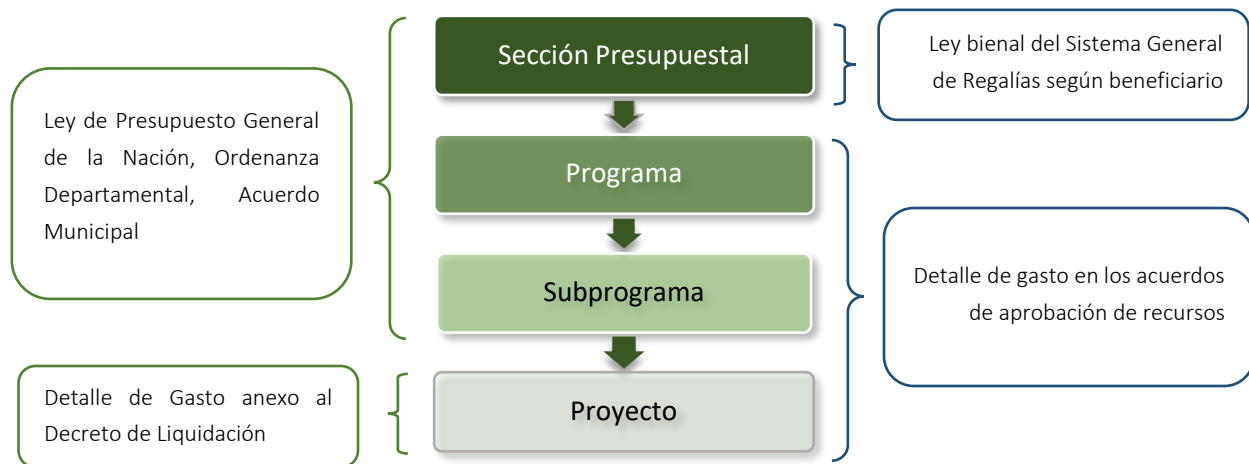 Sección Presupuestal
Ley bienal del Sistema General
de Regalías según beneficiario
Ley de Presupuesto General
de la Nación, Ordenanza
Departamental, Acuerdo
Municipal
Programa
Subprograma
Detalle de gasto en los acuerdos
de aprobación de recursos
Detalle de Gasto anexo al
Decreto de Liquidación
Proyecto